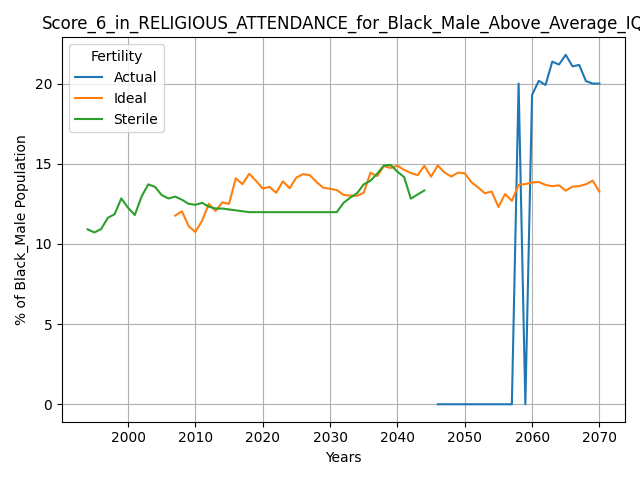 Score_6_in_RELIGIOUS_ATTENDANCE_for_Black_Male_Above_Average_IQ
Fertility
Actual
Ideal
Sterile
% of Black_Male Population
20
15
10
5
0
2000 2010 2020 2030 2040 2050 2060 2070
Years